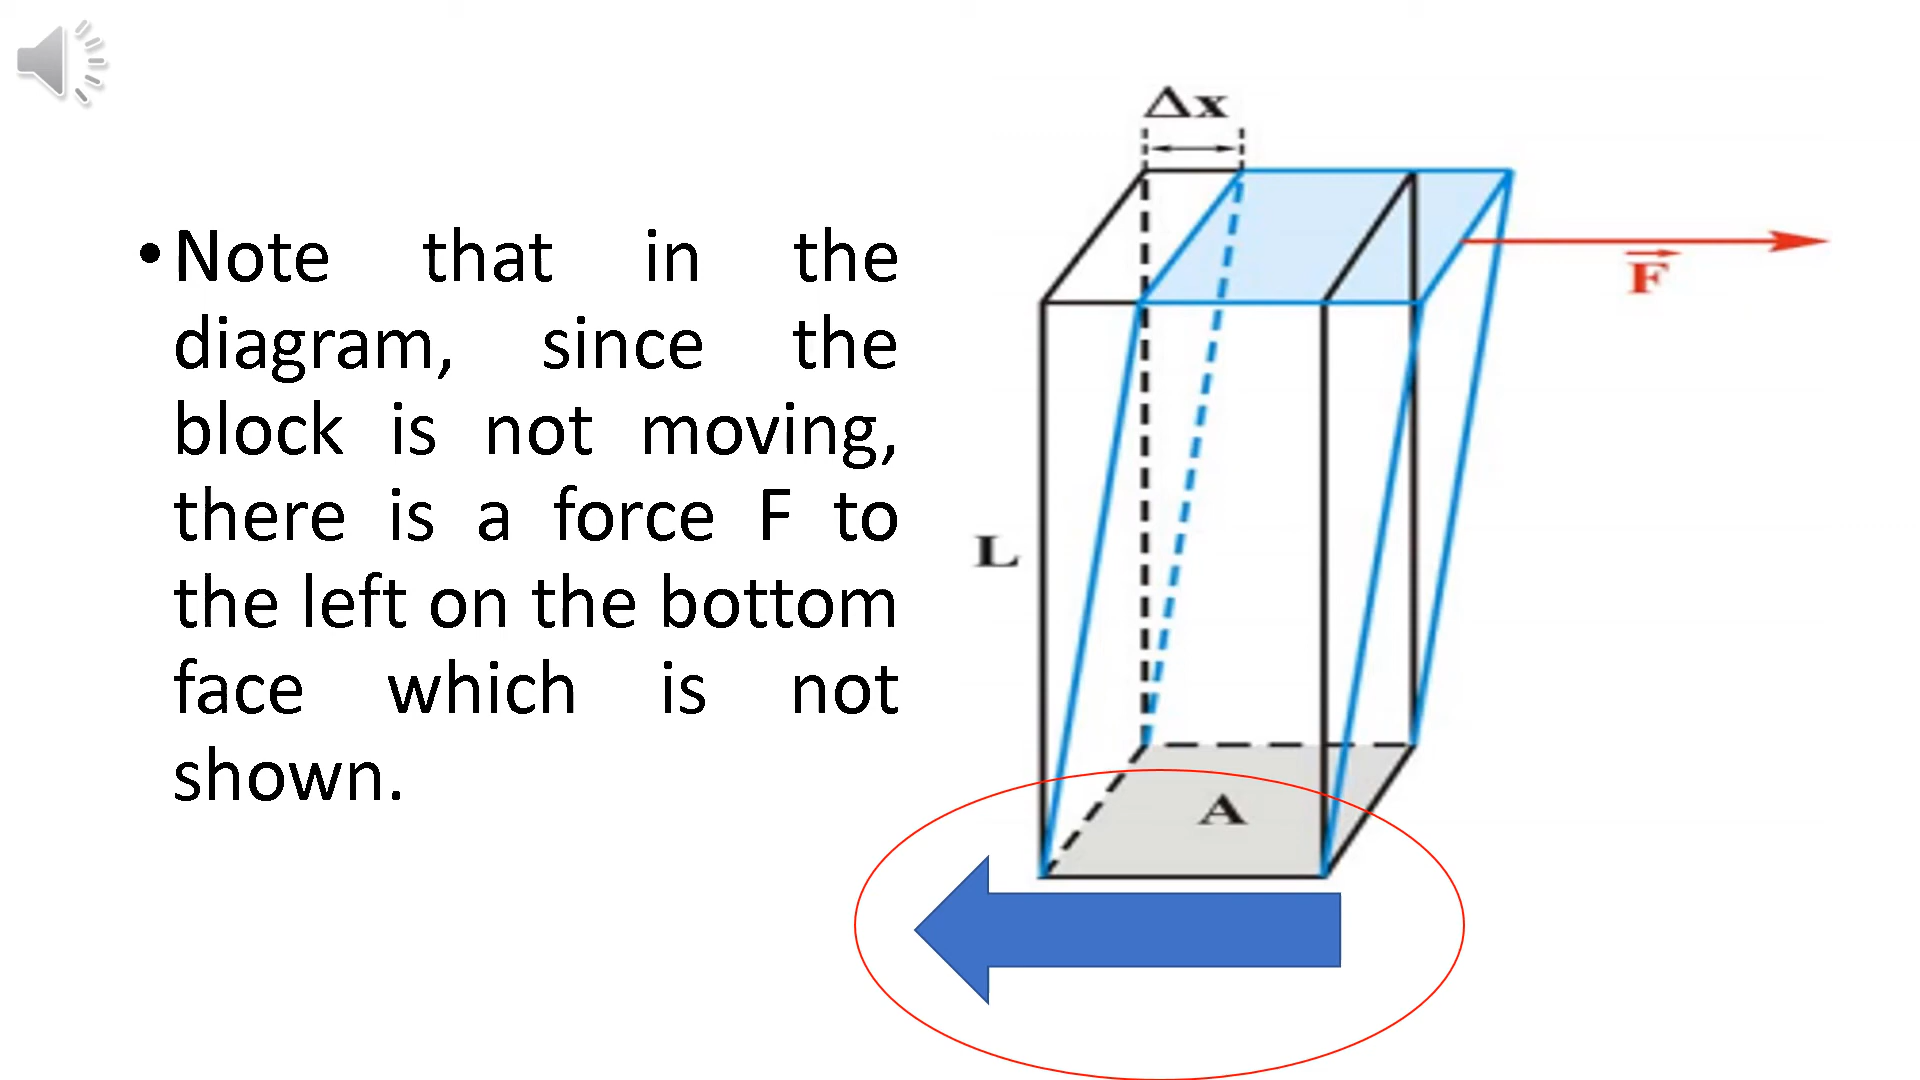 Δx
• Note that in the
diagram, since the
block is not moving,
there is a force F to
the left on the bottom
face which is not
shown.
F
L
A